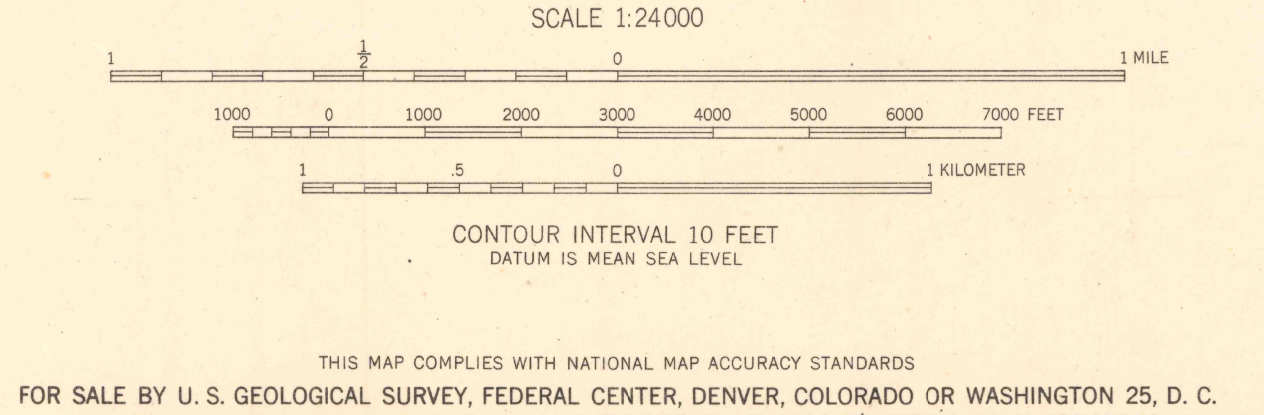 SCALE 1:24000
1 1/2 0 1 MILE
1000 0 1000 2000 3000 4000 5000 6000 7000 FEET
1 .5 0 1 KILOMETER
CONTOUR INTERVAL 10 FEET
DATUM IS MEAN SEA LEVEL
THIS MAP COMPLIES WITH NATIONAL MAP ACCURACY STANDARDS
FOR SALE BY U. S. GEOLOGICAL SURVEY, FEDERAL CENTER, DENVER, COLORADO OR WASHINGTON 25, D. C.